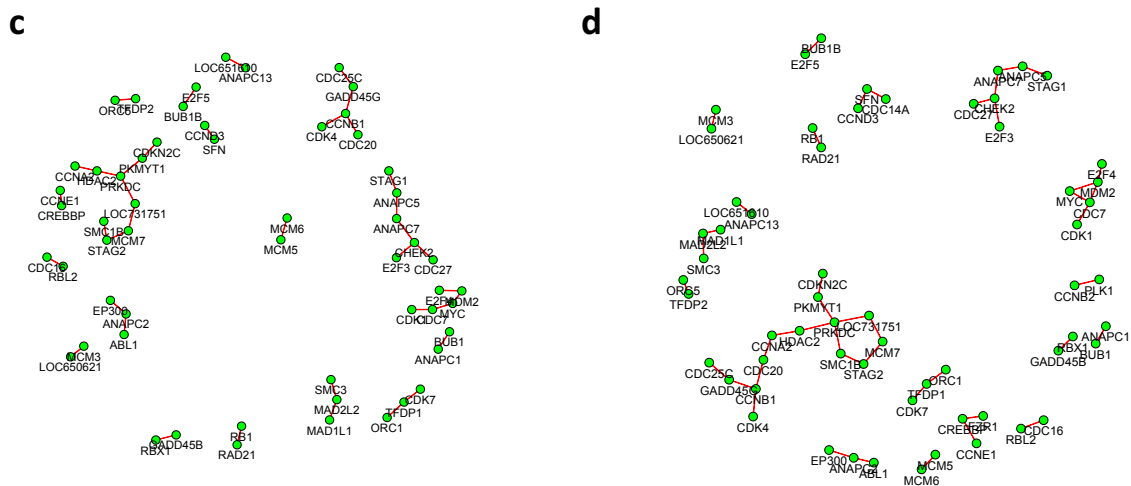 c
LOC651610
ANAPC13
CDC25C
GADD45G
ORC5
TFDP2
E2F5
BUB1B
CCNB1
CDK4
CDC20
CCND3
SFN
CDKN2C
PKMYT1
CCNA2
HDAC2
PRKDC
STAG1
CCNE1
CREBBP
ANAPC5
LOC731751
SMC1B
MCM7
STAG2
MCM6
MCM5
ANAPC7
CHEK2
E2F3
CDC27
CDC16
RBL2
E2F4
MDM2
MYC
CDK1
CDC7
EP300
ANAPC2
ABL1
BUB1
ANAPC1
MCM3
LOC650621
SMC3
MAD2L2
MAD1L1
CDK7
TFDP1
ORC1
RB1
RAD21
GADD45B
RBX1
d
BUB1B
E2F5
ANAPC5
ANAPC7
STAG1
SFN
CDC14A
CCND3
CHEK2
CDC27
E2F3
MCM3
LOC650621
RB1
RAD21
E2F4
MDM2
MYC
CDC7
CDK1
LOC651610
ANAPC13
MAD1L1
MAD2L2
SMC3
ORC5
TFDP2
CDKN2C
PKMYT1
PLK1
CCNB2
LOC731751
PRKDC
HDAC2
CCNA2
MCM7
SMC1B
STAG2
ANAPC1
RBX1
BUB1
GADD45B
CDC20
CDC25C
GADD45G
CCNB1
CDK4
ORC1
TFDP1
CDK7
CREBBP
FZR1
CCNE1
RBL2
CDC16
EP300
ANAPC2
ABL1
MCM5
MCM6